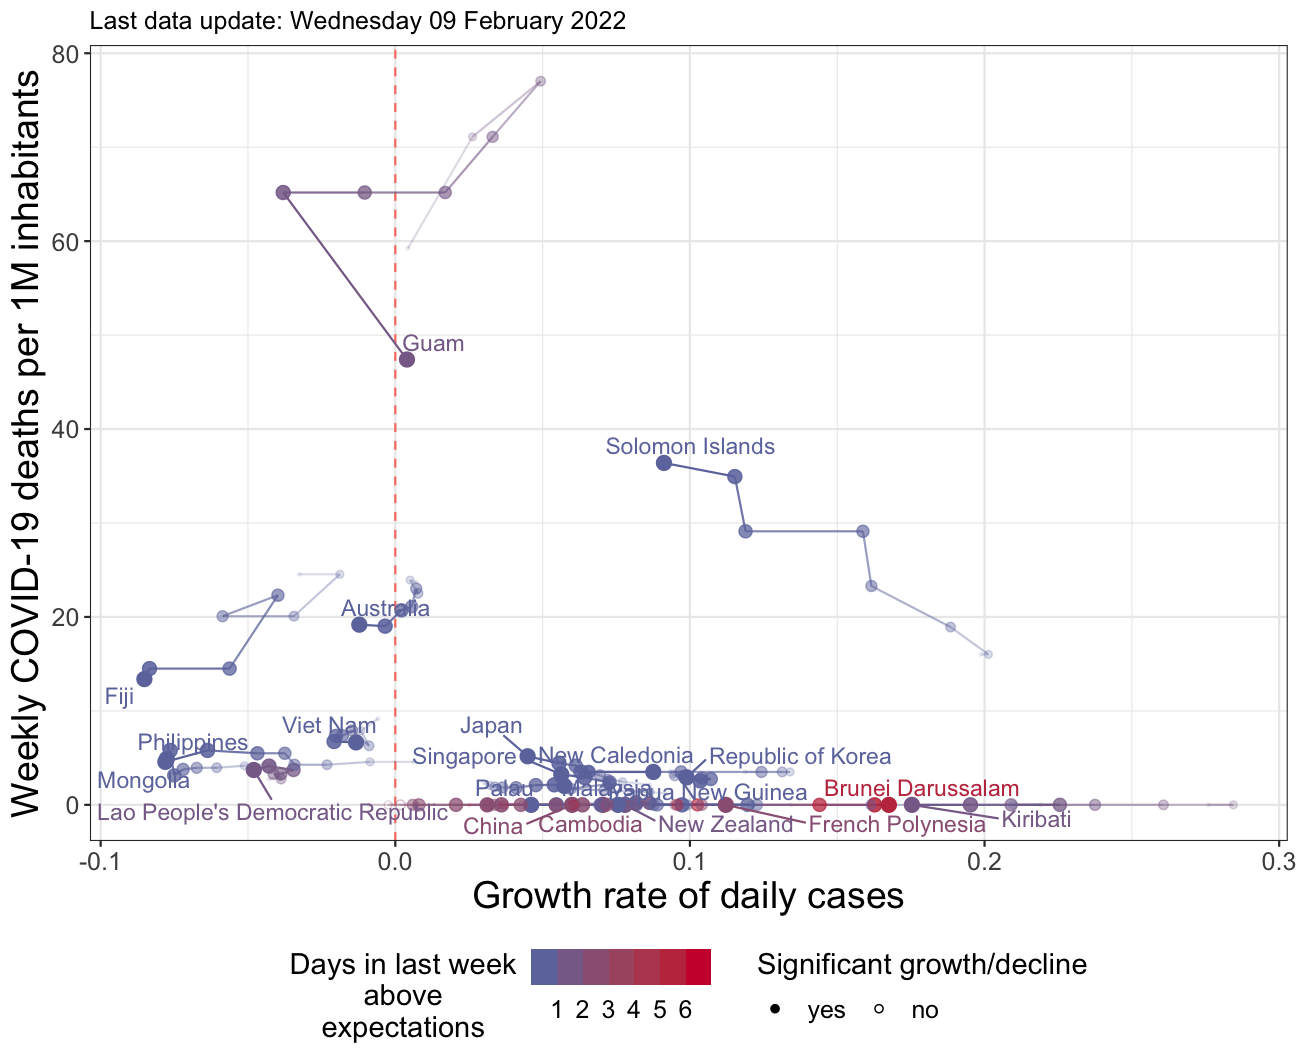 Last data update: Wednesday 09 February 2022
Weekly COVID-19 deaths per 1M inhabitants
80
60
40
20
0
Guam
Solomon Islands
Australia
Fiji
Viet Nam
Japan
Philippines
Singapore
New Caledonia
Republic of Korea
Mongolia
Palau
Malaysia
Papua New Guinea
Brunei Darussalam
Lao People's Democratic Republic
China
Cambodia
New Zealand
French Polynesia
Kiribati
-0.1
0.0
0.1
0.2
0.3
Growth rate of daily cases
Days in last week
above
expectations
1 2 3 4 5 6
Significant growth/decline
yes
no